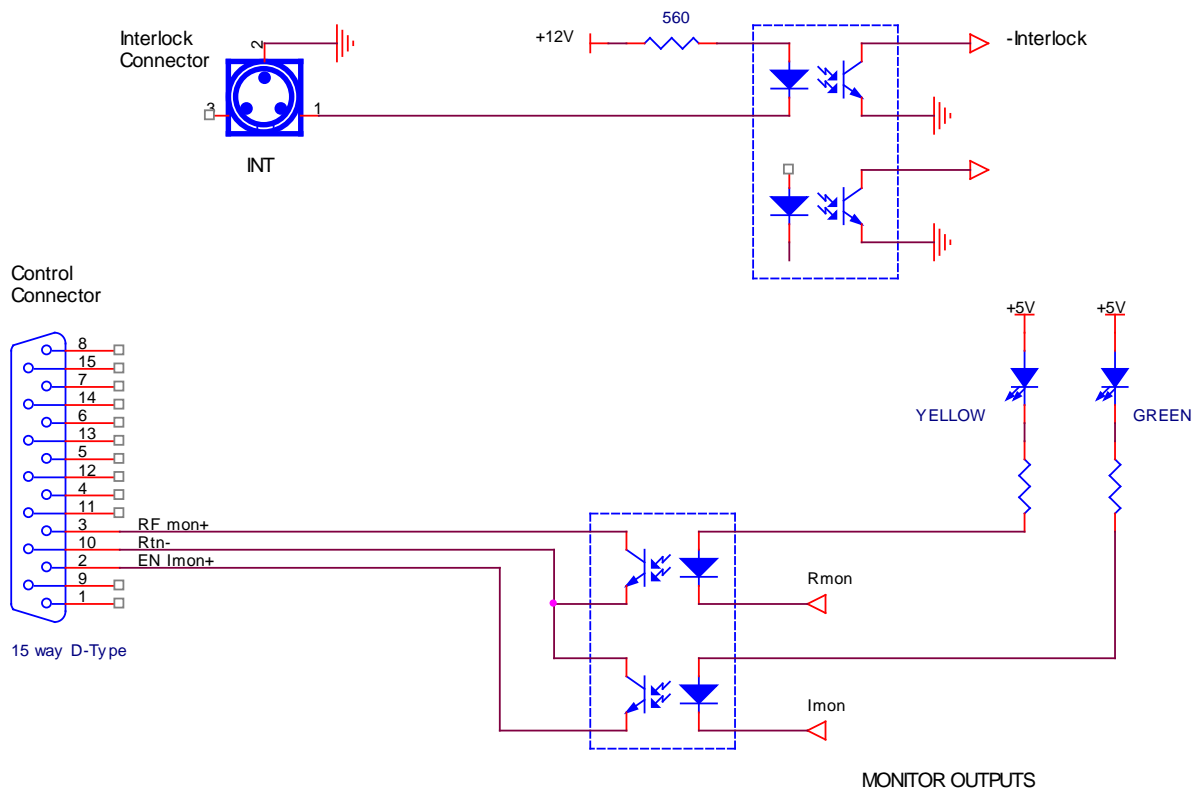 560
+12V
-Interlock
Interlock
Connector
2
3
1
INT
Control
Connector
+5V
+5V
YELLOW
GREEN
8
15
7
14
6
13
5
12
4
11
3
RF mon+
10
Rtn-
2
EN Imon+
9
1
Rmon
15 way D-Type
Imon
MONITOR OUTPUTS